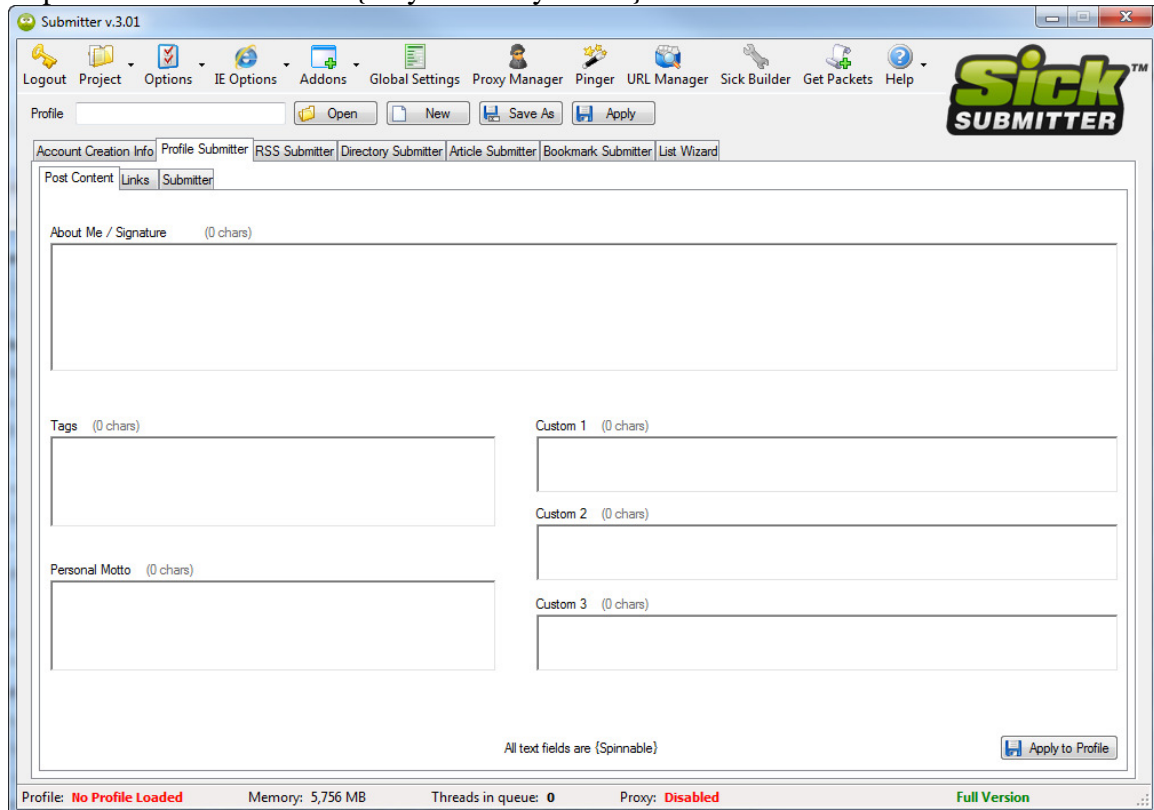 Submitter v.3.01
Logout Project Options IE Options Addons Global Settings Proxy Manager Pinger URL Manager Sick Builder Get Packets Help
Sick TM
SUBMITTER
Profile Open New Save As Apply
Account Creation Info Profile Submitter RSS Submitter Directory Submitter Article Submitter Bookmark Submitter List Wizard
Post Content Links Submitter
About Me / Signature (0 chars)
Tags (0 chars) Custom 1 (0 chars)
Custom 2 (0 chars)
Personal Motto (0 chars)
Custom 3 (0 chars)
All text fields are {Spinnable} Apply to Profile
Profile: No Profile Loaded Memory: 5,756 MB Threads in queue: 0 Proxy: Disabled Full Version